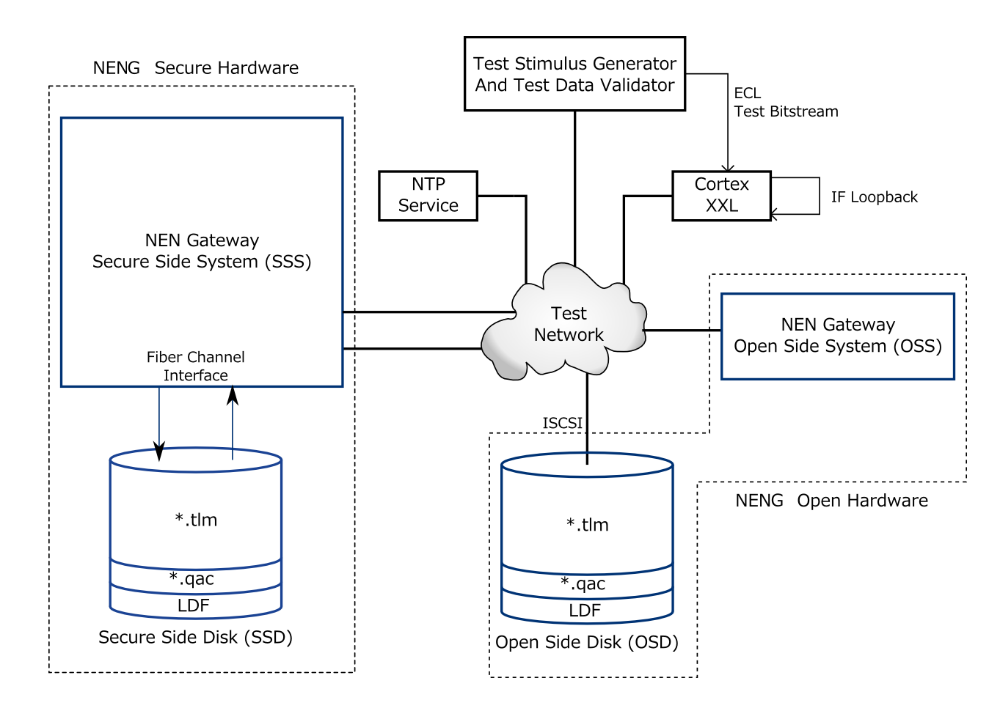 NENG Secure Hardware
Test Stimulus Generator
And Test Data Validator
ECL
Test Bitstream
NTP
Service
Cortex
XXL
IF Loopback
NEN Gateway
Secure Side System (SSS)
Test
Network
NEN Gateway
Open Side System (OSS)
Fiber Channel
Interface
ISCSI
NENG Open Hardware
*.tlm
*.qac
LDF
Secure Side Disk (SSD)
*.tlm
*.qac
LDF
Open Side Disk (OSD)